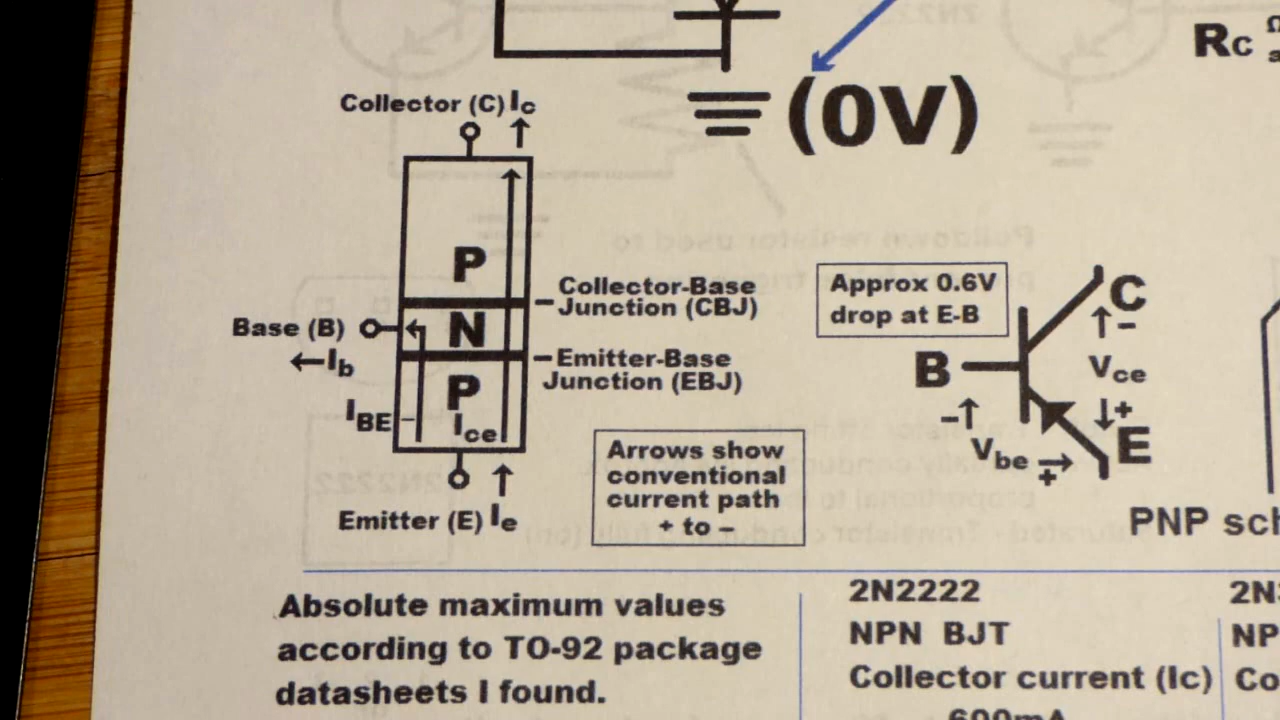 Rc Ω
(0V)
Collector (C) Ic
P
Collector-Base
Junction (CBJ)
Base (B)
N
Ib
Emitter-Base
Junction (EBJ)
P
IBE
Ice
Emitter (E) Ie
Approx 0.6V
drop at E-B
C
-
B
Vce
+
-
E
Vbe
+
Arrows show
conventional
current path
+ to -
PNP sch
Absolute maximum values
according to TO-92 package
datasheets I found.
2N2222
NPN BJT
Collector current (Ic)
600mA
2N
NP
Co